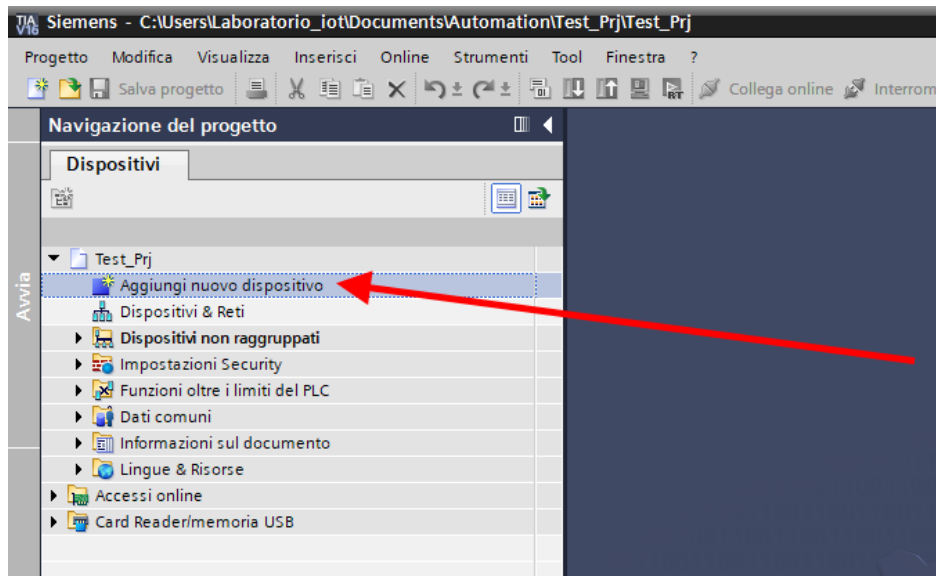 TIA V16 Siemens - C:\Users\Laboratorio_iot\Documents\Automation\Test_Prj\Test_Prj
Progetto Modifica Visualizza Inserisci Online Strumenti Tool Finestra ?
Salva progetto Collega online Interrom
Navigazione del progetto
Dispositivi
Avvia
Test_Prj
Aggiungi nuovo dispositivo
Dispositivi & Reti
Dispositivi non raggruppati
Impostazioni Security
Funzioni oltre i limiti del PLC
Dati comuni
Informazioni sul documento
Lingue & Risorse
Accessi online
Card Reader/memoria USB